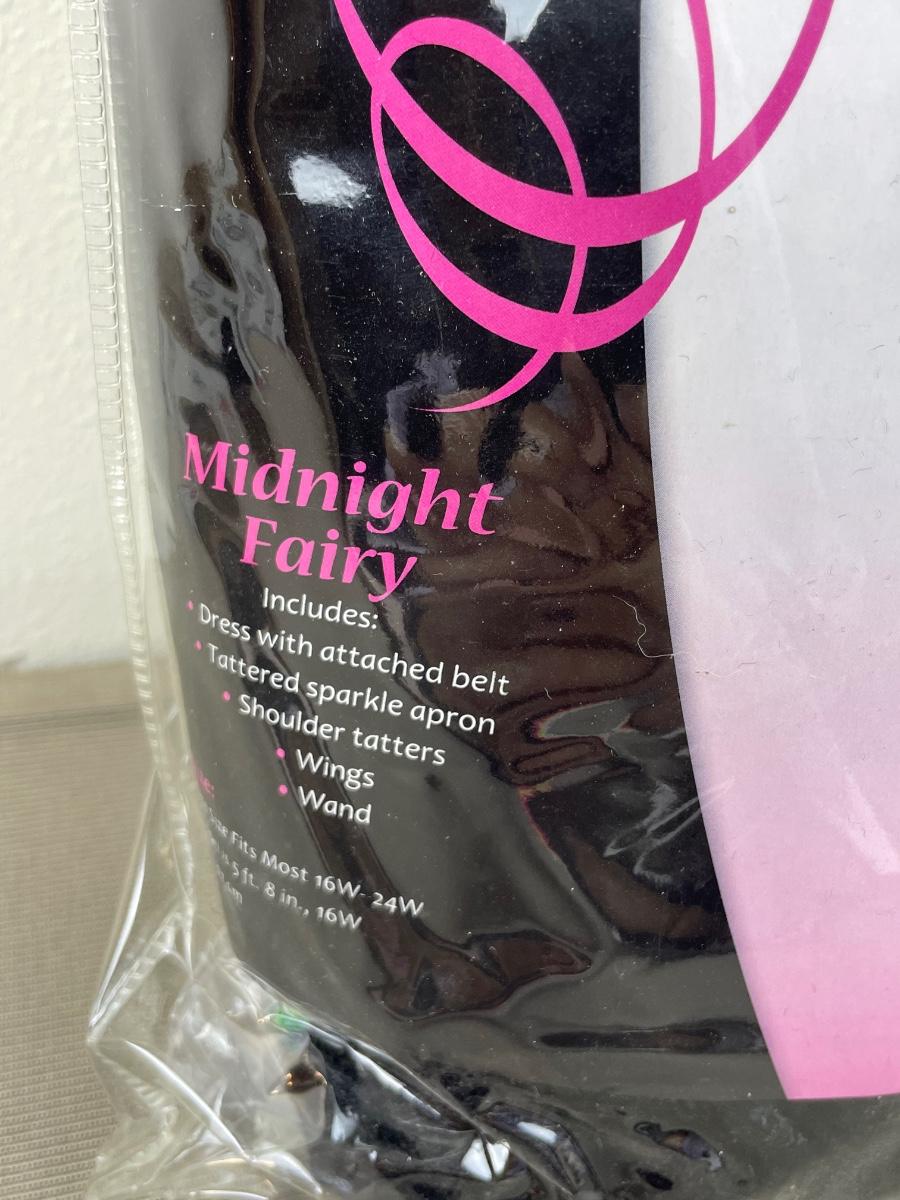 Midnight
Fairy
Includes:
• Dress with attached belt
• Tattered sparkle apron
• Shoulder tatters
• Wings
• Wand
Fits Most 16W- 24W
5 ft. 8 in., 16W